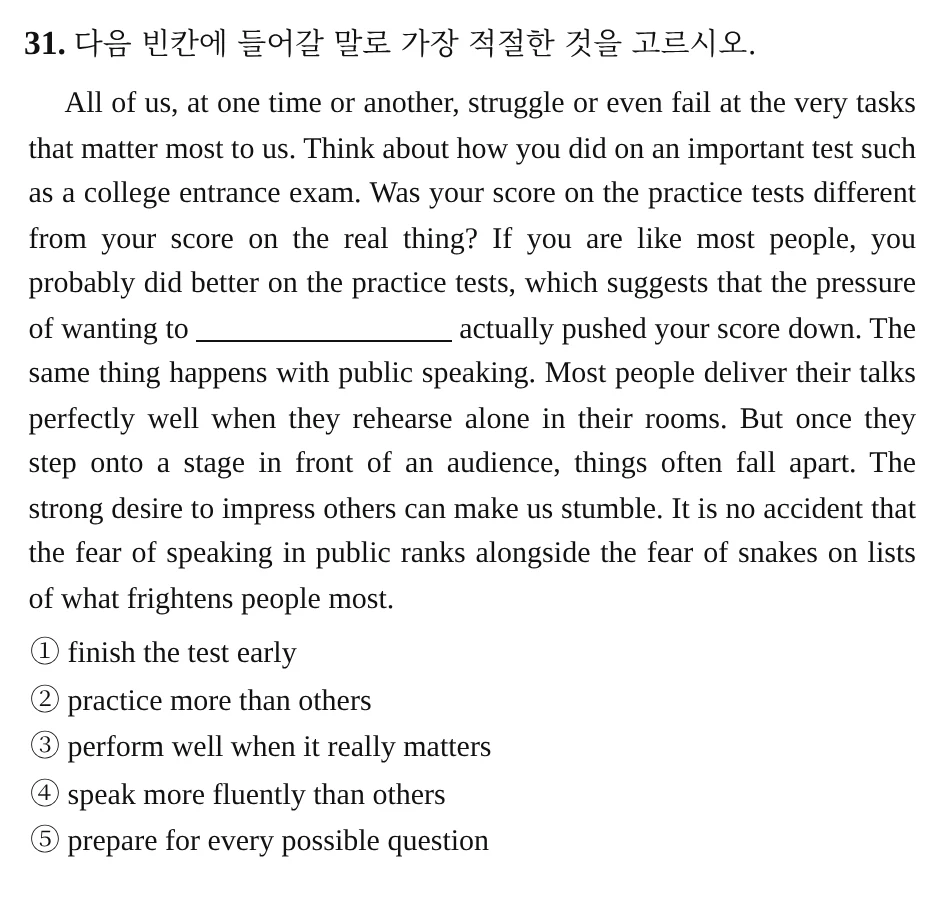 31. 다음 빈칸에 들어갈 말로 가장 적절한 것을 고르시오.
All of us, at one time or another, struggle or even fail at the very tasks
that matter most to us. Think about how you did on an important test such
as a college entrance exam. Was your score on the practice tests different
from your score on the real thing? If you are like most people, you
probably did better on the practice tests, which suggests that the pressure
of wanting to ________________ actually pushed your score down. The
same thing happens with public speaking. Most people deliver their talks
perfectly well when they rehearse alone in their rooms. But once they
step onto a stage in front of an audience, things often fall apart. The
strong desire to impress others can make us stumble. It is no accident that
the fear of speaking in public ranks alongside the fear of snakes on lists
of what frightens people most.
① finish the test early
② practice more than others
③ perform well when it really matters
④ speak more fluently than others
⑤ prepare for every possible question